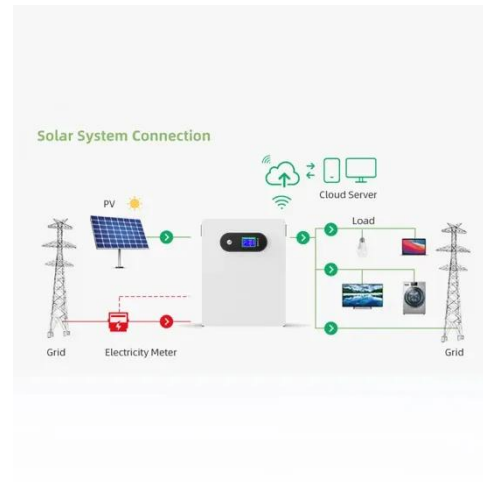 Solar System Connection
PV
Cloud Server
Load
Grid
Electricity Meter
Grid